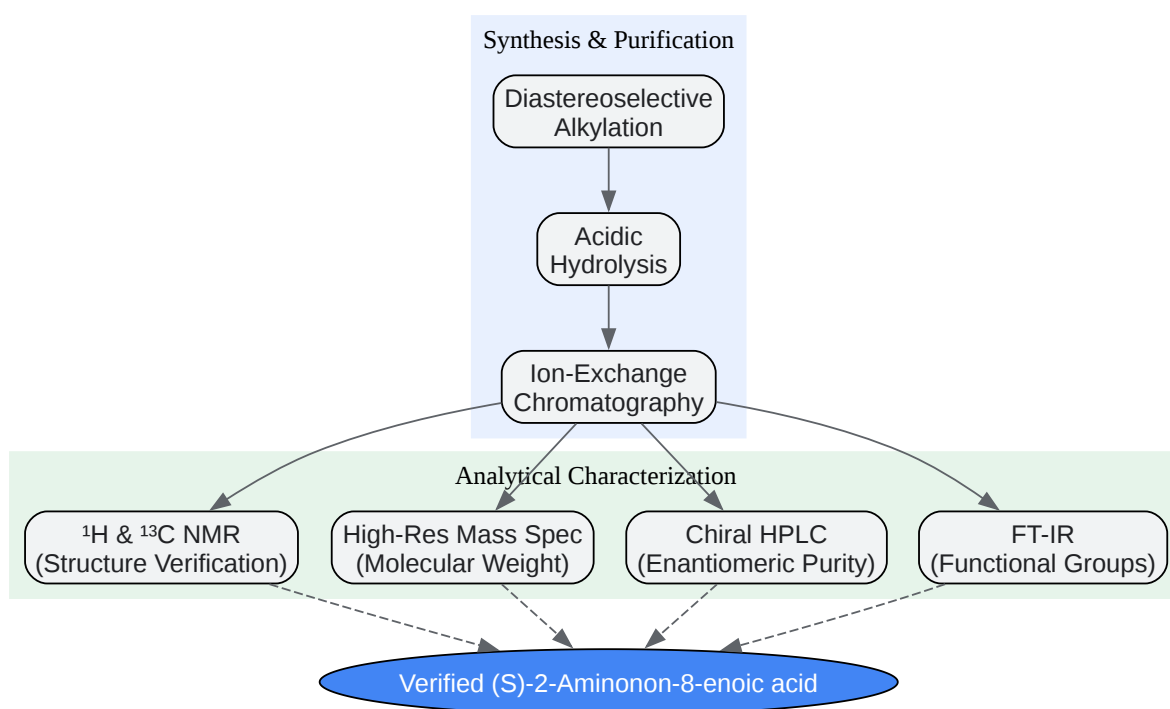 Synthesis & Purification
Diastereoselective
Alkylation
Acidic
Hydrolysis
Ion-Exchange
Chromatography
Analytical Characterization
¹H & ¹³C NMR
(Structure Verification)
High-Res Mass Spec
(Molecular Weight)
Chiral HPLC
(Enantiomeric Purity)
FT-IR
(Functional Groups)
Verified (S)-2-Aminonon-8-enoic acid